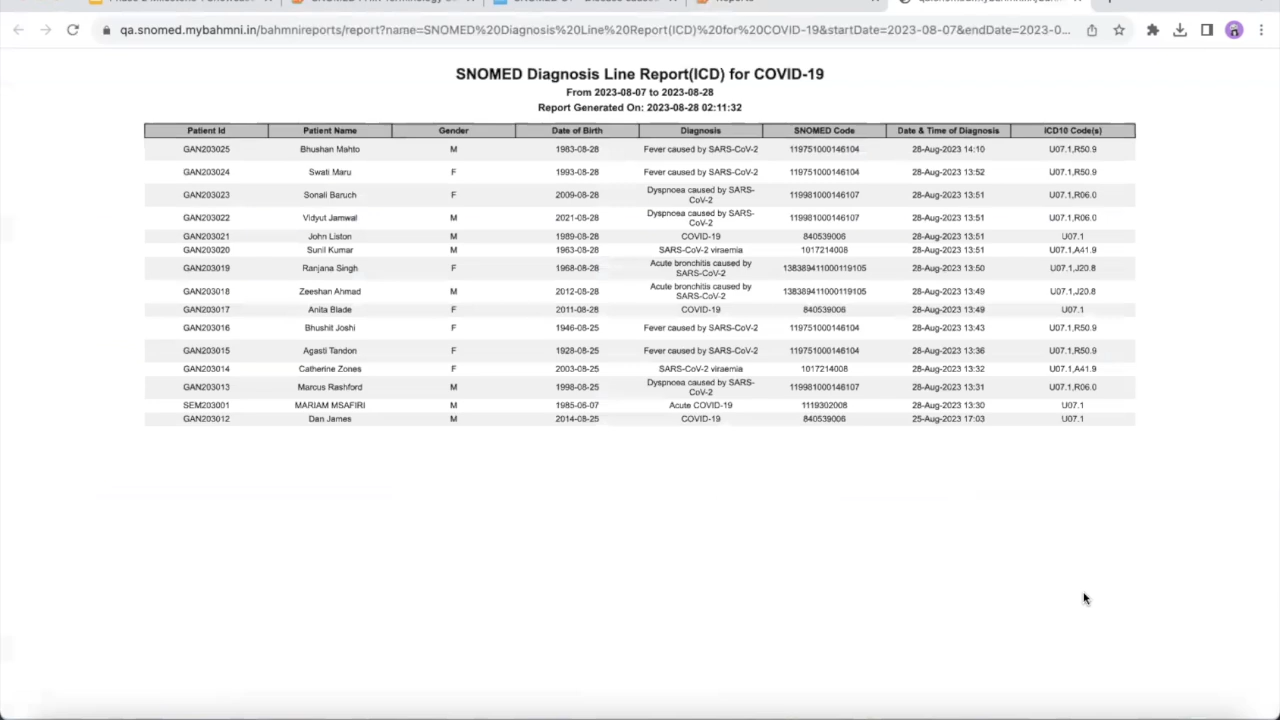 qa.snomed.mybahmni.in/bahmnireports/report?name=SNOMED%20Diagnosis%20Line%20Report(ICD)%20for%20COVID-19&startDate=2023-08-07&endDate=2023-0...
SNOMED Diagnosis Line Report(ICD) for COVID-19
From 2023-08-07 to 2023-08-28
Report Generated On: 2023-08-28 02:11:32
Patient Id Patient Name Gender Date of Birth Diagnosis SNOMED Code Date & Time of Diagnosis ICD10 Code(s)
GAN203025 Bhushan Mahto M 1983-08-28 Fever caused by SARS-CoV-2 119751000146104 28-Aug-2023 14:10 U07.1,R50.9
GAN203024 Swati Maru F 1993-08-28 Fever caused by SARS-CoV-2 119751000146104 28-Aug-2023 13:52 U07.1,R50.9
GAN203023 Sonali Baruch F 2009-08-28 Dyspnoea caused by SARS-CoV-2 119981000146107 28-Aug-2023 13:51 U07.1,R06.0
GAN203022 Vidyut Jamwal M 2021-08-28 Dyspnoea caused by SARS-CoV-2 119981000146107 28-Aug-2023 13:51 U07.1,R06.0
GAN203021 John Liston M 1989-08-28 COVID-19 840539006 28-Aug-2023 13:51 U07.1
GAN203020 Sunil Kumar M 1963-08-28 SARS-CoV-2 viraemia 1017214008 28-Aug-2023 13:51 U07.1,A41.9
GAN203019 Ranjana Singh F 1968-08-28 Acute bronchitis caused by SARS-CoV-2 138389411000119105 28-Aug-2023 13:50 U07.1,J20.8
GAN203018 Zeeshan Ahmad M 2012-08-28 Acute bronchitis caused by SARS-CoV-2 138389411000119105 28-Aug-2023 13:49 U07.1,J20.8
GAN203017 Anita Blade F 2011-08-28 COVID-19 840539006 28-Aug-2023 13:49 U07.1
GAN203016 Bhushit Joshi F 1946-08-25 Fever caused by SARS-CoV-2 119751000146104 28-Aug-2023 13:43 U07.1,R50.9
GAN203015 Agasti Tandon F 1928-08-25 Fever caused by SARS-CoV-2 119751000146104 28-Aug-2023 13:36 U07.1,R50.9
GAN203014 Catherine Zones F 2003-08-25 SARS-CoV-2 viraemia 1017214008 28-Aug-2023 13:32 U07.1,A41.9
GAN203013 Marcus Rashford M 1998-08-25 Dyspnoea caused by SARS-CoV-2 119981000146107 28-Aug-2023 13:31 U07.1,R06.0
SEM203001 MARIAM MSAFIRI M 1985-06-07 Acute COVID-19 1119302008 28-Aug-2023 13:30 U07.1
GAN203012 Dan James M 2014-08-25 COVID-19 840539006 25-Aug-2023 17:03 U07.1